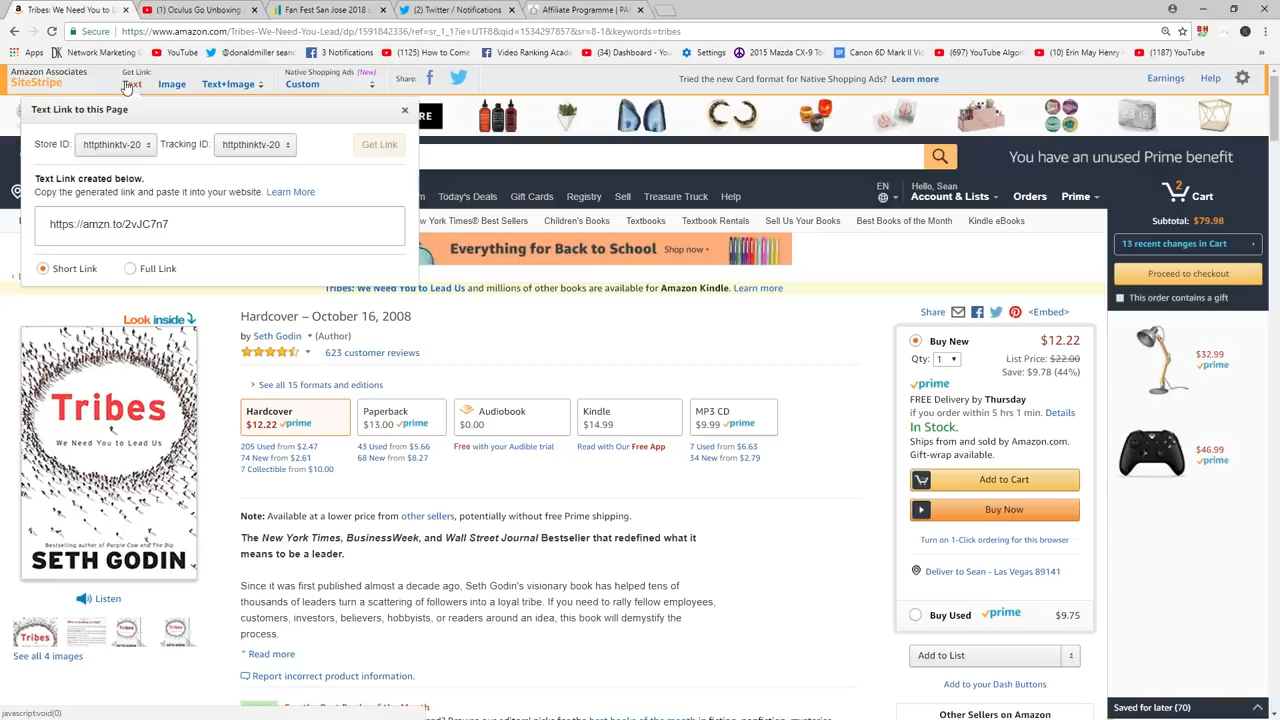 Tribes: We Need You to L
Oculus Go Unboxing
Fan Fest San Jose 2018
(2) Twitter / Notifications
Affiliate Programme | PA
Secure
https://www.amazon.com/Tribes-We-Need-You-Lead/dp/1591842336/ref=sr_1_1?ie=UTF8&qid=1534297857&sr=8-1&keywords=tribes
Apps
Network Marketing
YouTube
@donaldmiller sean
3 Notifications
(1125) How to Come
Video Ranking Acade
(34) Dashboard - You
Settings
2015 Mazda CX-9 To
Canon 6D Mark II Vi
(697) YouTube Algor
(10) Erin May Henry
(1187) YouTube
Amazon Associates
SiteStripe
Get Link:
Text
Image
Text+Image
Native Shopping Ads (New)
Custom
Share:
Tried the new Card format for Native Shopping Ads? Learn more
Earnings
Help
Text Link to this Page
×
Store ID:
httpthinktv-20
Tracking ID:
httpthinktv-20
Get Link
Text Link created below.
Copy the generated link and paste it into your website. Learn More
https://amzn.to/2vJC7n7
Short Link
Full Link
RE
You have an unused Prime benefit
Today's Deals
Gift Cards
Registry
Sell
Treasure Truck
Help
EN
Hello, Sean
Account & Lists
Orders
Prime
2
Cart
w York Times® Best Sellers
Children's Books
Textbooks
Textbook Rentals
Sell Us Your Books
Best Books of the Month
Kindle eBooks
Subtotal: $79.98
13 recent changes in Cart
Proceed to checkout
This order contains a gift
Everything for Back to School
Shop now
Tribes: We Need You to Lead Us and millions of other books are available for Amazon Kindle. Learn more
Look inside
Tribes
We Need You to Lead Us
Bestselling author of Purple Cow and The Dip
SETH GODIN
Listen
See all 4 images
Hardcover – October 16, 2008
by Seth Godin (Author)
623 customer reviews
See all 15 formats and editions
Hardcover
$12.22 prime
Paperback
$13.00 prime
Audiobook
$0.00
Kindle
$14.99
MP3 CD
$9.99 prime
205 Used from $2.47
74 New from $2.61
7 Collectible from $10.00
43 Used from $5.66
68 New from $8.27
Free with your Audible trial
Read with Our Free App
7 Used from $6.63
34 New from $2.79
Note: Available at a lower price from other sellers, potentially without free Prime shipping.
The New York Times, BusinessWeek, and Wall Street Journal Bestseller that redefined what it
means to be a leader.
Since it was first published almost a decade ago, Seth Godin's visionary book has helped tens of
thousands of leaders turn a scattering of followers into a loyal tribe. If you need to rally fellow employees,
customers, investors, believers, hobbyists, or readers around an idea, this book will demystify the
process.
Read more
Report incorrect product information.
Share
<Embed>
Buy New
$12.22
Qty: 1
List Price: $22.00
Save: $9.78 (44%)
prime
FREE Delivery by Thursday
if you order within 5 hrs 1 min. Details
In Stock.
Ships from and sold by Amazon.com.
Gift-wrap available.
Add to Cart
Buy Now
Turn on 1-Click ordering for this browser
Deliver to Sean - Las Vegas 89141
Buy Used
prime
$9.75
Add to List
Add to your Dash Buttons
Other Sellers on Amazon
$32.99
prime
$46.99
prime
Saved for later (70)
javascript:void(0)